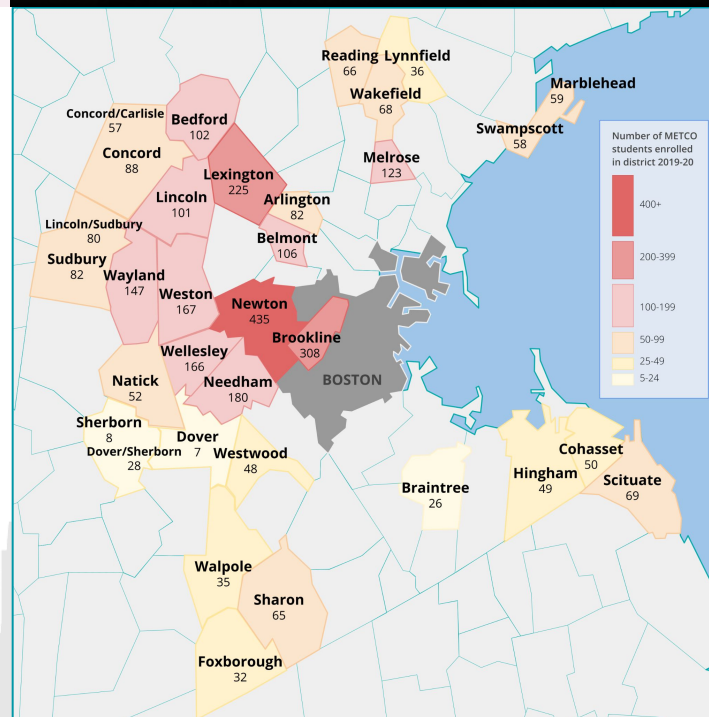 Reading
66
Lynnfield
36
Wakefield
68
Marblehead
59
Swampscott
58
Melrose
123
Concord/Carlisle
57
Bedford
102
Concord
88
Lexington
225
Lincoln
101
Arlington
82
Lincoln/Sudbury
80
Belmont
106
Sudbury
82
Wayland
147
Weston
167
Newton
435
Brookline
308
Wellesley
166
Needham
180
BOSTON
Natick
52
Sherborn
8
Dover/Sherborn
28
Dover
7
Westwood
48
Braintree
26
Hingham
49
Cohasset
50
Scituate
69
Walpole
35
Sharon
65
Foxborough
32
Number of METCO
students enrolled
in district 2019-20
400+
200-399
100-199
50-99
25-49
5-24